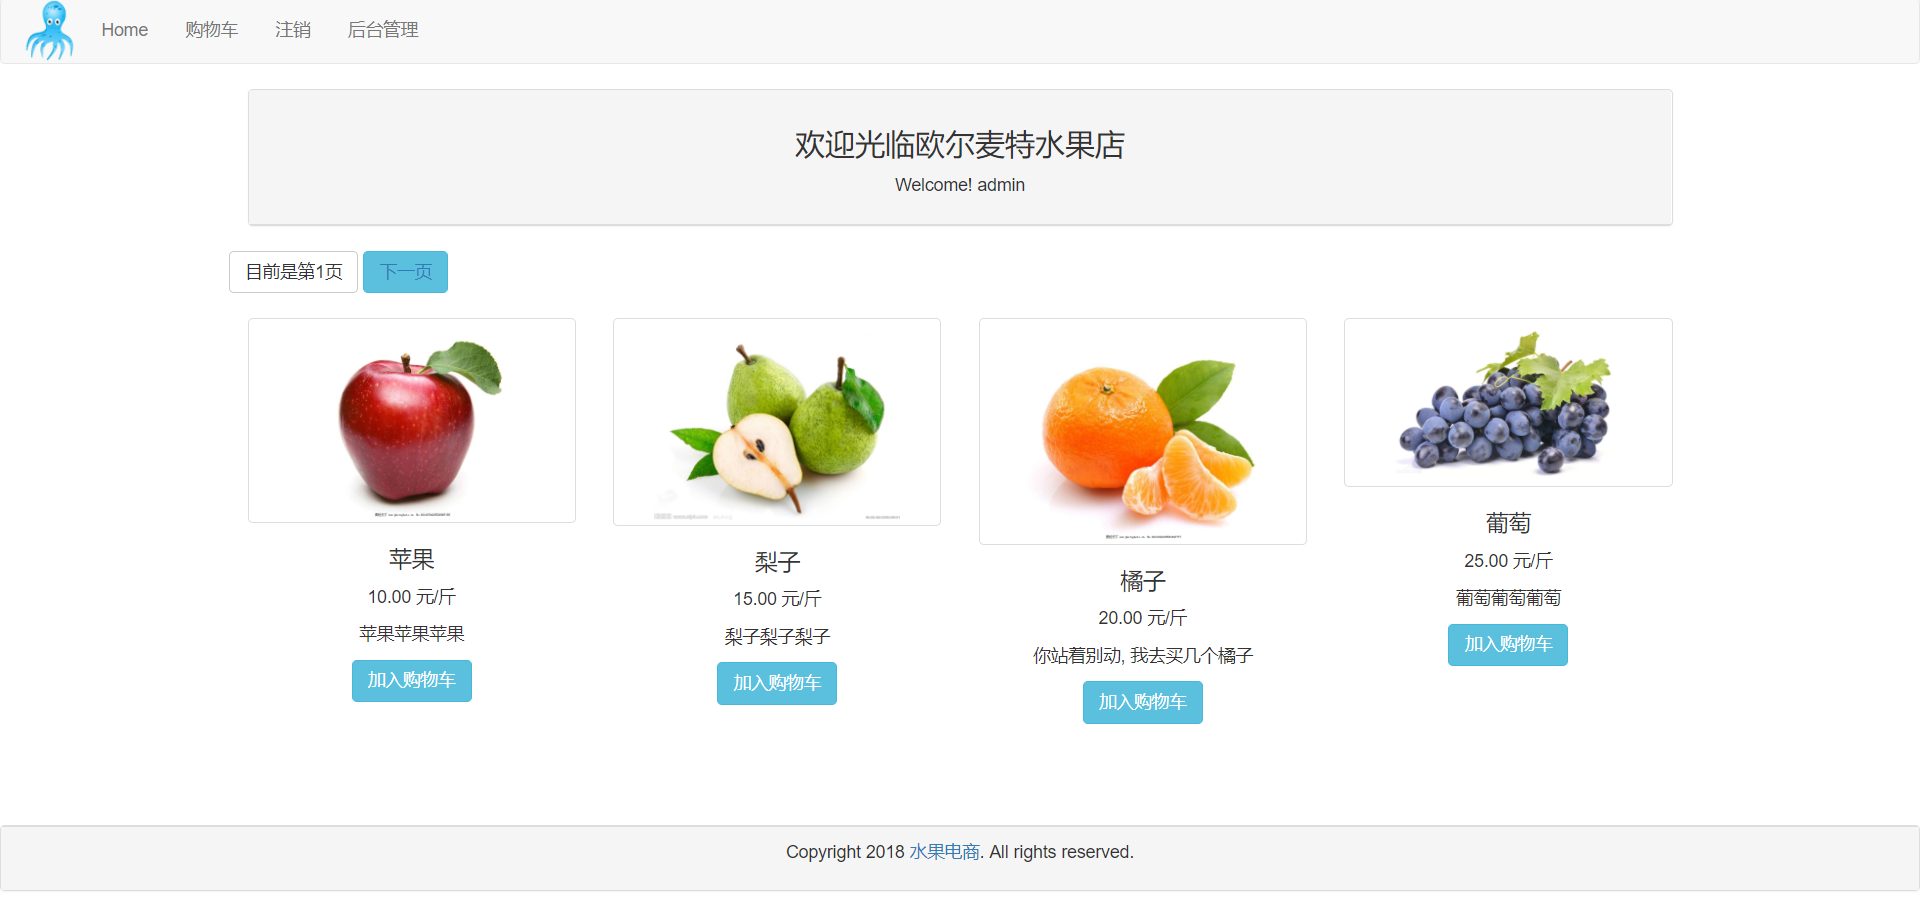 Home 购物车 注销 后台管理
欢迎光临欧尔麦特水果店
Welcome! admin
目前是第1页 下一页
苹果
10.00 元/斤
苹果苹果苹果
加入购物车
梨子
15.00 元/斤
梨子梨子梨子
加入购物车
橘子
20.00 元/斤
你站着别动, 我去买几个橘子
加入购物车
葡萄
25.00 元/斤
葡萄葡萄葡萄
加入购物车
Copyright 2018 水果电商. All rights reserved.